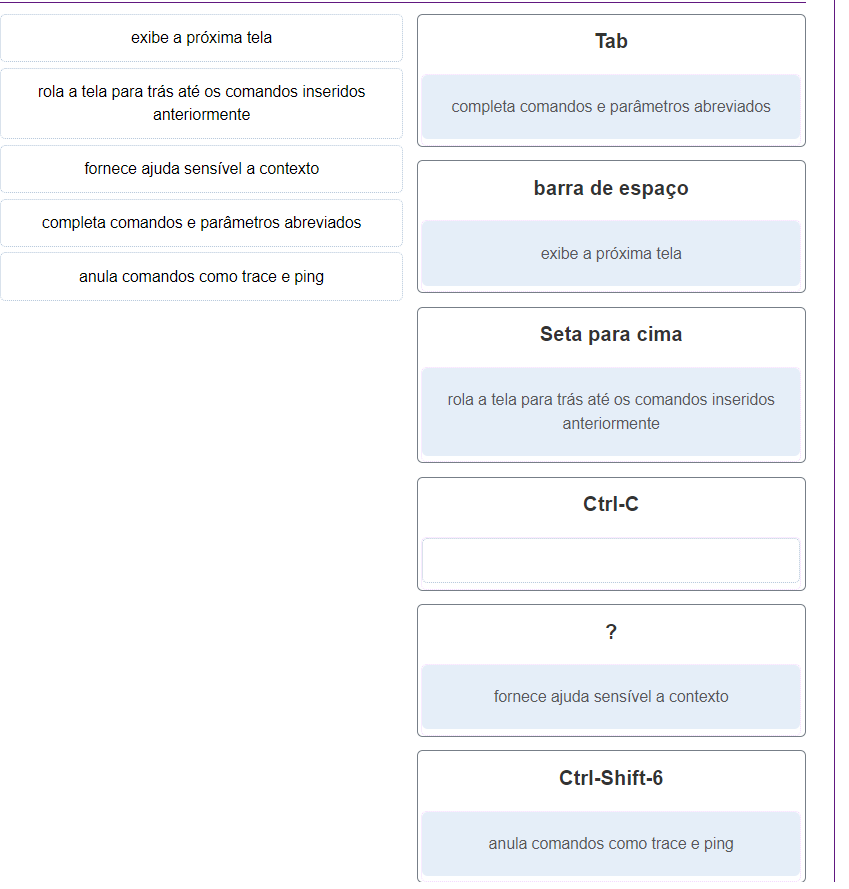 exibe a próxima tela
rola a tela para trás até os comandos inseridos
anteriormente
fornece ajuda sensível a contexto
completa comandos e parâmetros abreviados
anula comandos como trace e ping
Tab
completa comandos e parâmetros abreviados
barra de espaço
exibe a próxima tela
Seta para cima
rola a tela para trás até os comandos inseridos
anteriormente
Ctrl-C
?
fornece ajuda sensível a contexto
Ctrl-Shift-6
anula comandos como trace e ping